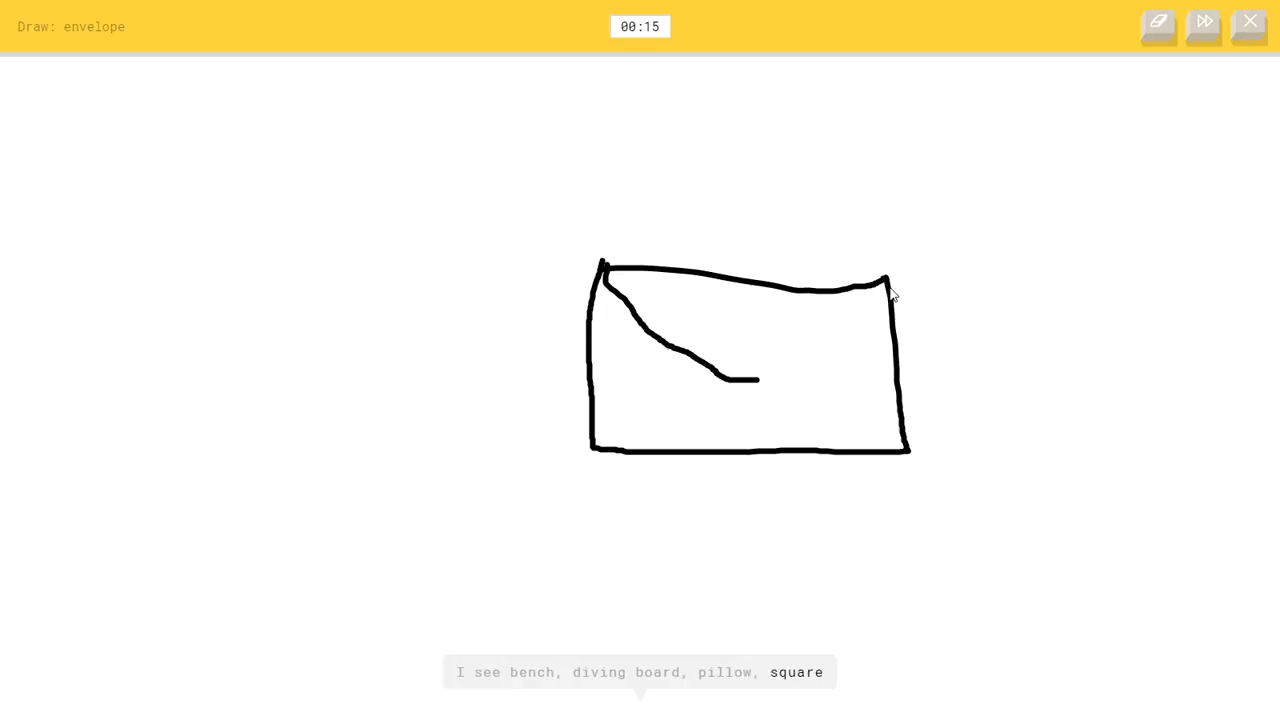 Draw: envelope
00:15
I see bench, diving board, pillow, square